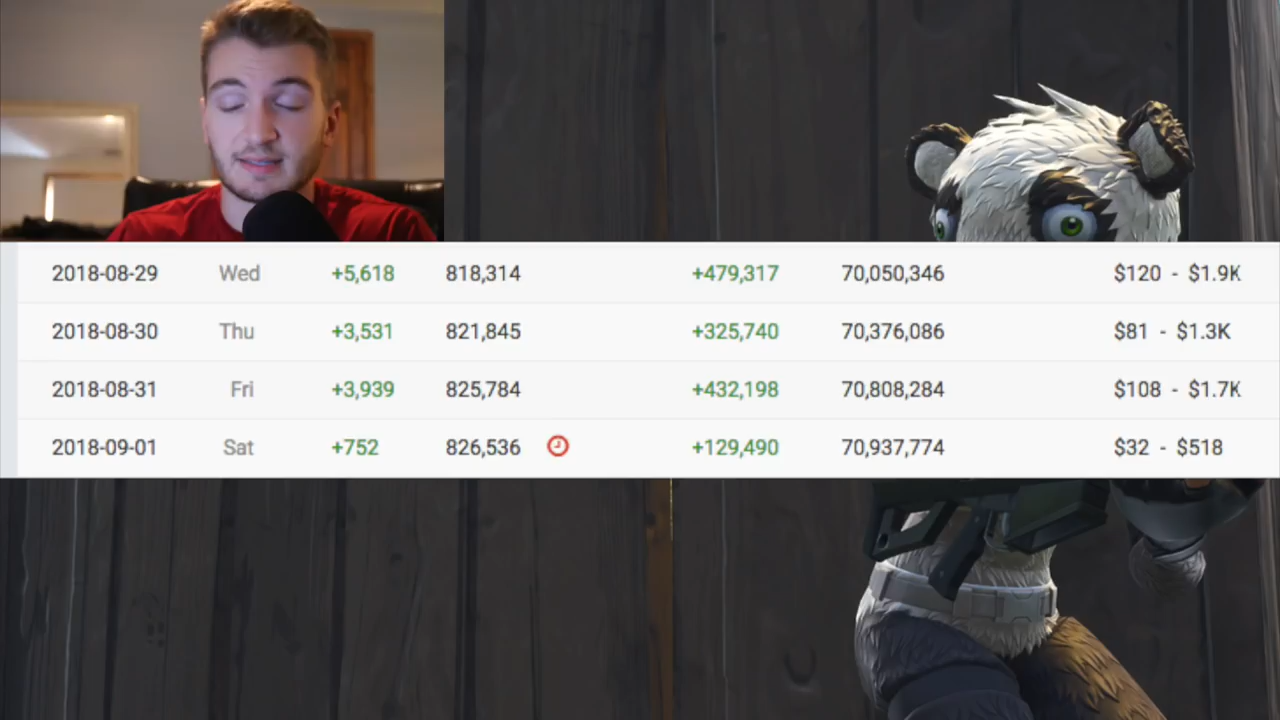 2018-08-29 Wed +5,618 818,314 +479,317 70,050,346 $120 - $1.9K
2018-08-30 Thu +3,531 821,845 +325,740 70,376,086 $81 - $1.3K
2018-08-31 Fri +3,939 825,784 +432,198 70,808,284 $108 - $1.7K
2018-09-01 Sat +752 826,536 +129,490 70,937,774 $32 - $518